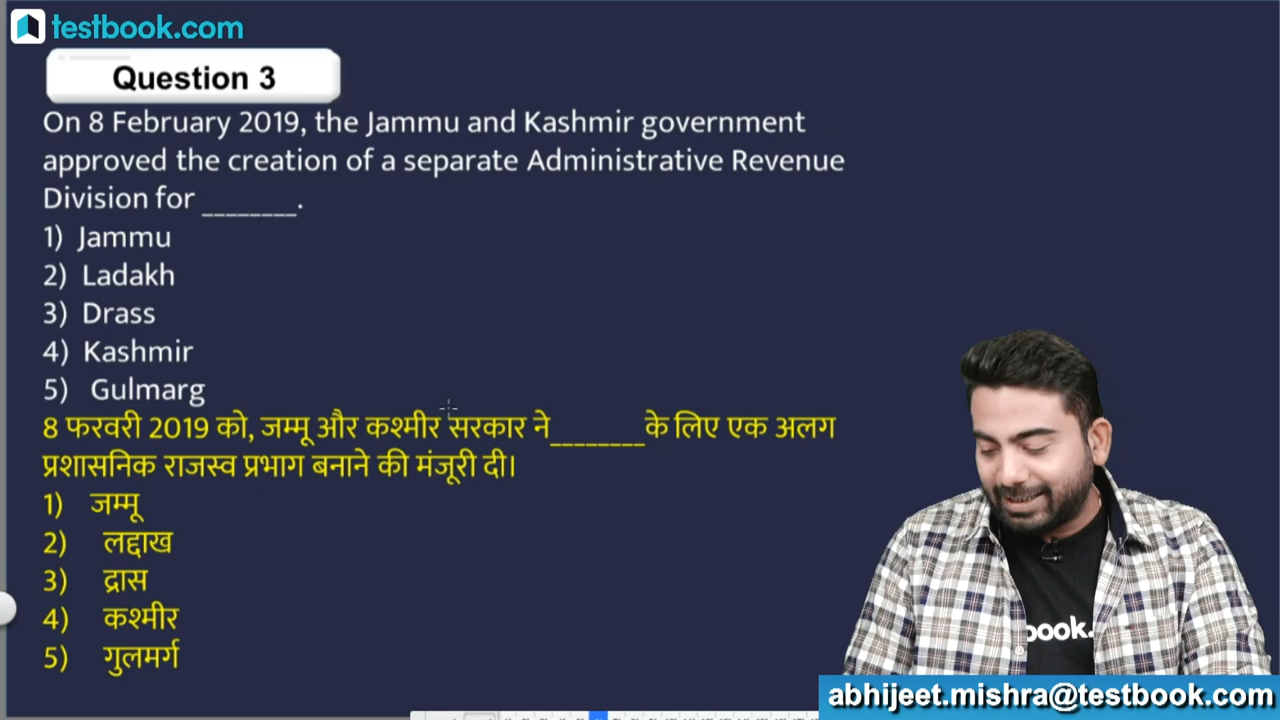 testbook.com
Question 3
On 8 February 2019, the Jammu and Kashmir government
approved the creation of a separate Administrative Revenue
Division for ________.
1) Jammu
2) Ladakh
3) Drass
4) Kashmir
5) Gulmarg
8 फरवरी 2019 को, जम्मू और कश्मीर सरकार ने________के लिए एक अलग
प्रशासनिक राजस्व प्रभाग बनाने की मंजूरी दी।
1) जम्मू
2) लद्दाख
3) द्रास
4) कश्मीर
5) गुलमर्ग
book.
abhijeet.mishra@testbook.com